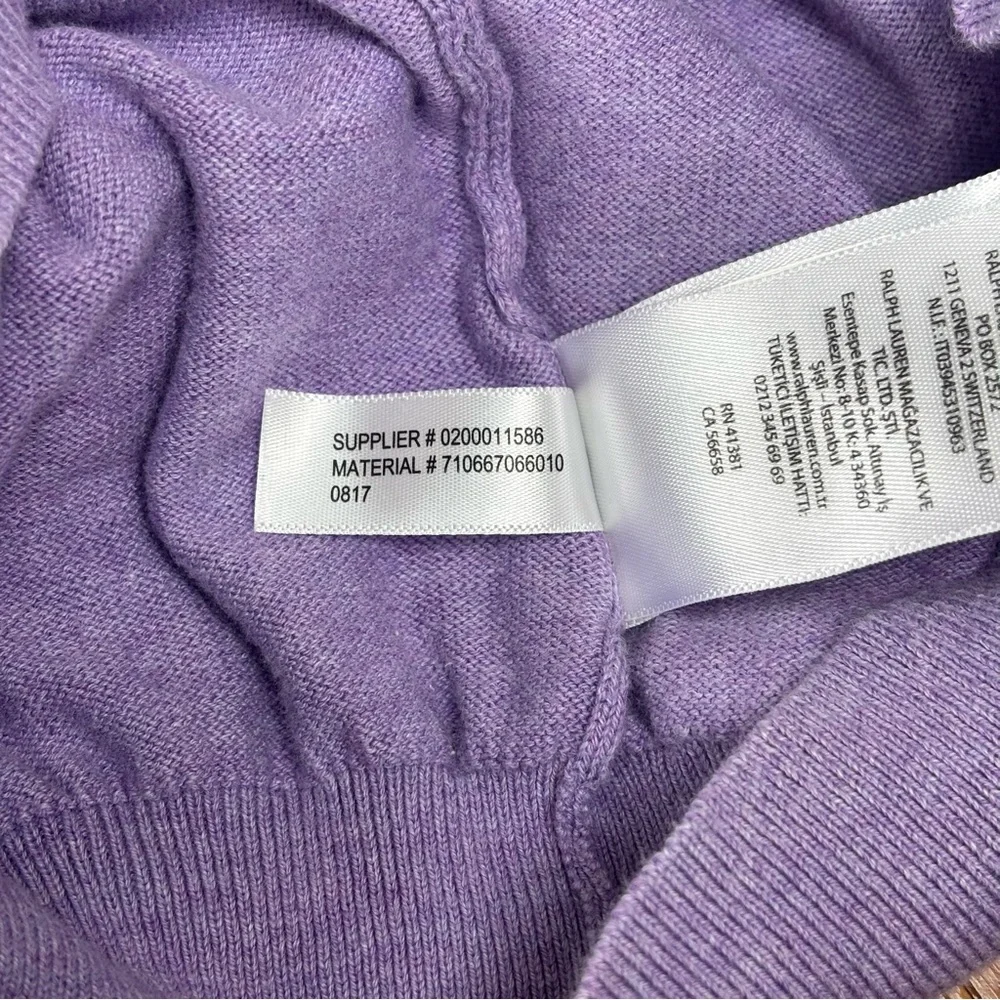 SUPPLIER # 0200011586
MATERIAL # 710667066010
0817
PO BOX 2572
1211 GENEVA 2 SWITZERLAND
N.I.F.: IT03945310963
RALPH LAUREN MAĞAZACILIK VE
TİC. LTD. ŞTİ.
Esentepe Kasap Sok. Altunay İş
Merkezi No: 8-10 K: 4 34360
Şişli - İstanbul
www.ralphlauren.com.tr
TÜKETİCİ İLETİŞİM HATTI:
0212 345 69 69
RN 41381
CA 56658